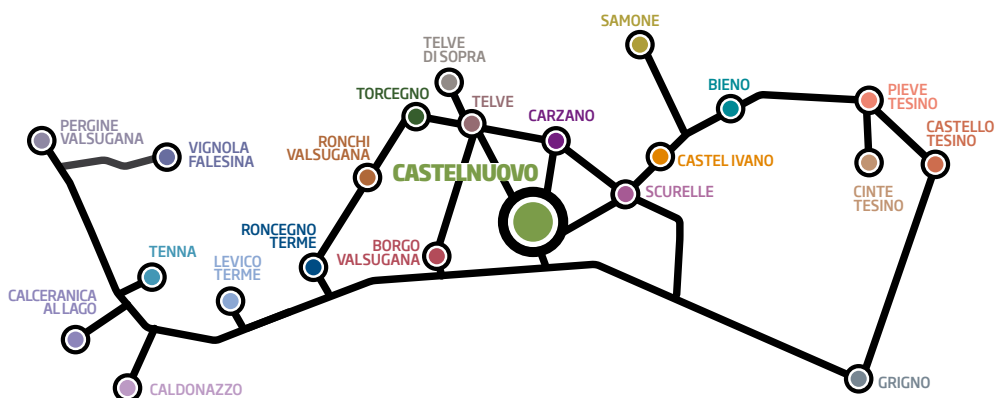 SAMONE
TELVE
DI SOPRA
BIENO
PIEVE
TESINO
TORCEGNO
TELVE
CARZANO
CASTELLO
TESINO
PERGINE
VALSUGANA
VIGNOLA
FALESINA
RONCHI
VALSUGANA
CASTELNUOVO
CASTEL IVANO
SCURELLE
CINTE
TESINO
RONCEGNO
TERME
BORGO
VALSUGANA
TENNA
LEVICO
TERME
CALCERANICA
AL LAGO
CALDONAZZO
GRIGNO